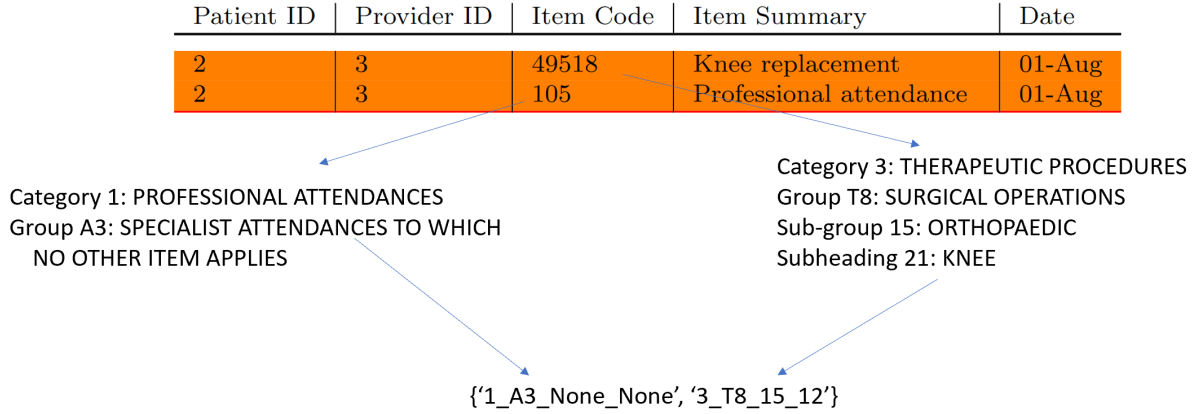 Patient ID Provider ID Item Code Item Summary Date
2 3 49518 Knee replacement 01-Aug
2 3 105 Professional attendance 01-Aug
Category 1: PROFESSIONAL ATTENDANCES
Group A3: SPECIALIST ATTENDANCES TO WHICH
NO OTHER ITEM APPLIES
Category 3: THERAPEUTIC PROCEDURES
Group T8: SURGICAL OPERATIONS
Sub-group 15: ORTHOPAEDIC
Subheading 21: KNEE
{‘1_A3_None_None’, ‘3_T8_15_12’}